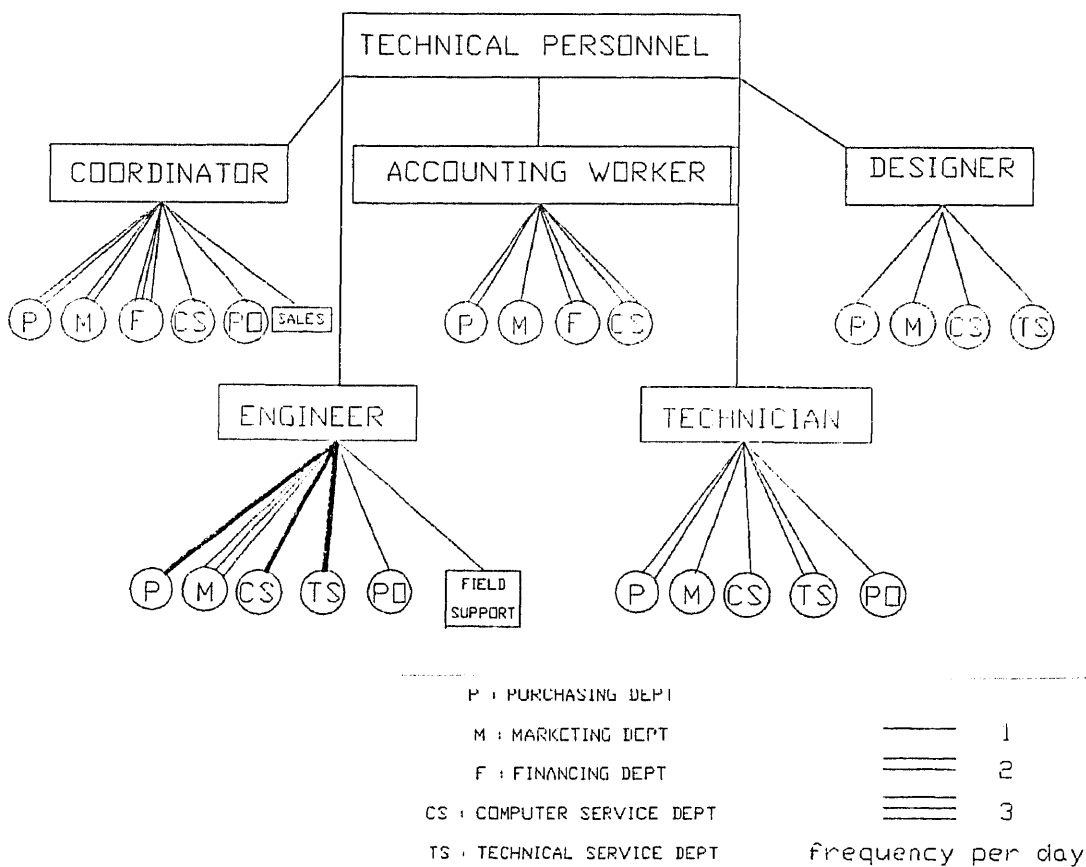 TECHNICAL PERSONNEL
COORDINATOR
ACCOUNTING WORKER
DESIGNER
P M F CS PO SALES
P M F CS
P M CS TS
ENGINEER
TECHNICIAN
P M CS TS PO FIELD SUPPORT
P M CS TS PO
P : PURCHASING DEPT
M : MARKETING DEPT
1
F : FINANCING DEPT
2
CS : COMPUTER SERVICE DEPT
3
TS : TECHNICAL SERVICE DEPT
frequency per day